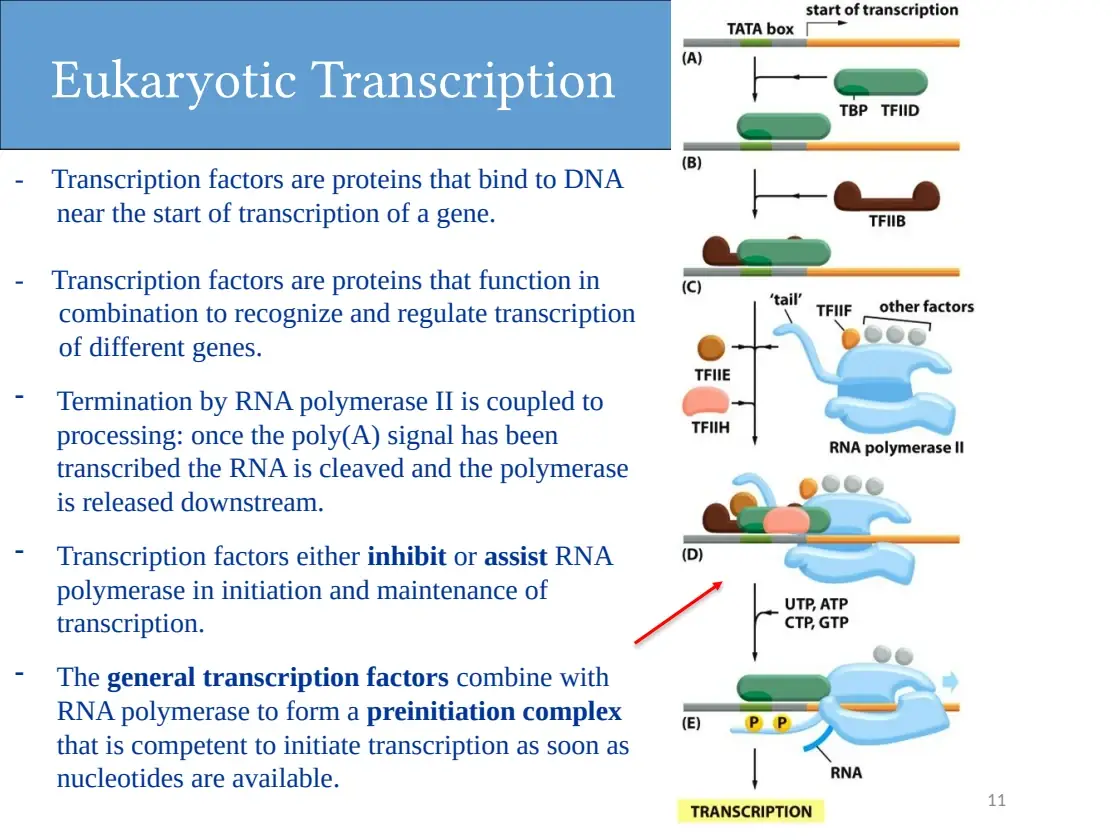 Eukaryotic Transcription
- Transcription factors are proteins that bind to DNA
near the start of transcription of a gene.
- Transcription factors are proteins that function in
combination to recognize and regulate transcription
of different genes.
- Termination by RNA polymerase II is coupled to
processing: once the poly(A) signal has been
transcribed the RNA is cleaved and the polymerase
is released downstream.
- Transcription factors either inhibit or assist RNA
polymerase in initiation and maintenance of
transcription.
- The general transcription factors combine with
RNA polymerase to form a preinitiation complex
that is competent to initiate transcription as soon as
nucleotides are available.
start of transcription
TATA box
(A)
TBP TFIID
(B)
TFIIB
(C)
‘tail’
TFIIF
other factors
TFIIE
TFIIH
RNA polymerase II
(D)
UTP, ATP
CTP, GTP
(E)
P P
RNA
TRANSCRIPTION
11